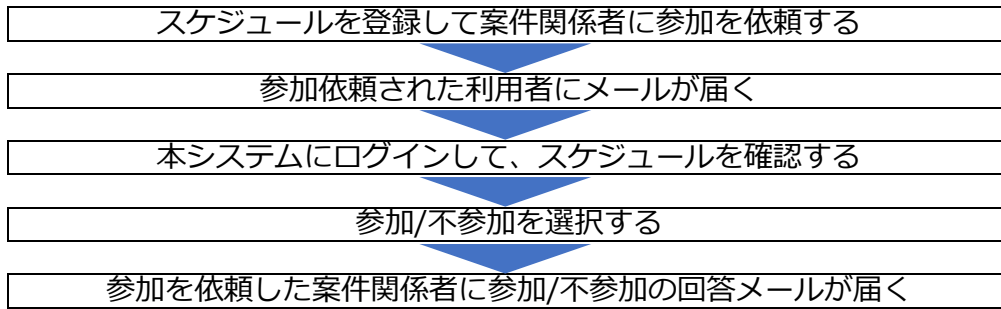 スケジュールを登録して案件関係者に参加を依頼する
参加依頼された利用者にメールが届く
本システムにログインして、スケジュールを確認する
参加/不参加を選択する
参加を依頼した案件関係者に参加/不参加の回答メールが届く